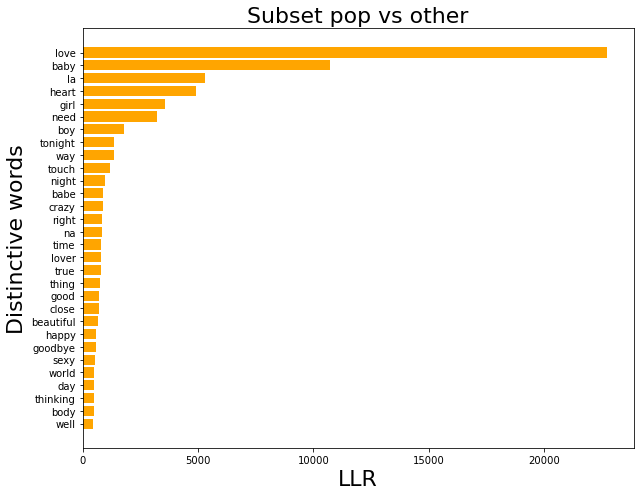 Subset pop vs other
Distinctive words
love
baby
la
heart
girl
need
boy
tonight
way
touch
night
babe
crazy
right
na
time
lover
true
thing
good
close
beautiful
happy
goodbye
sexy
world
day
thinking
body
well
0 5000 10000 15000 20000
LLR